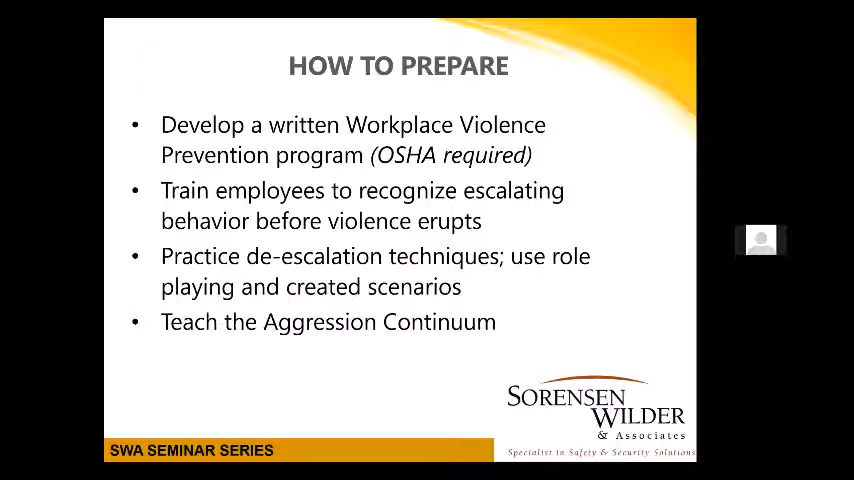 HOW TO PREPARE
• Develop a written Workplace Violence
Prevention program (OSHA required)
• Train employees to recognize escalating
behavior before violence erupts
• Practice de-escalation techniques; use role
playing and created scenarios
• Teach the Aggression Continuum
SORENSEN
WILDER
& Associates
Specialist in Safety & Security Solutions
SWA SEMINAR SERIES